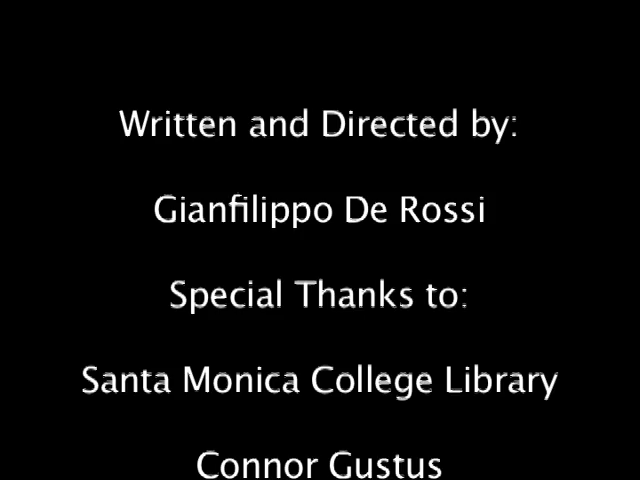 Written and Directed by:
Gianfilippo De Rossi
Special Thanks to:
Santa Monica College Library
Connor Gustus